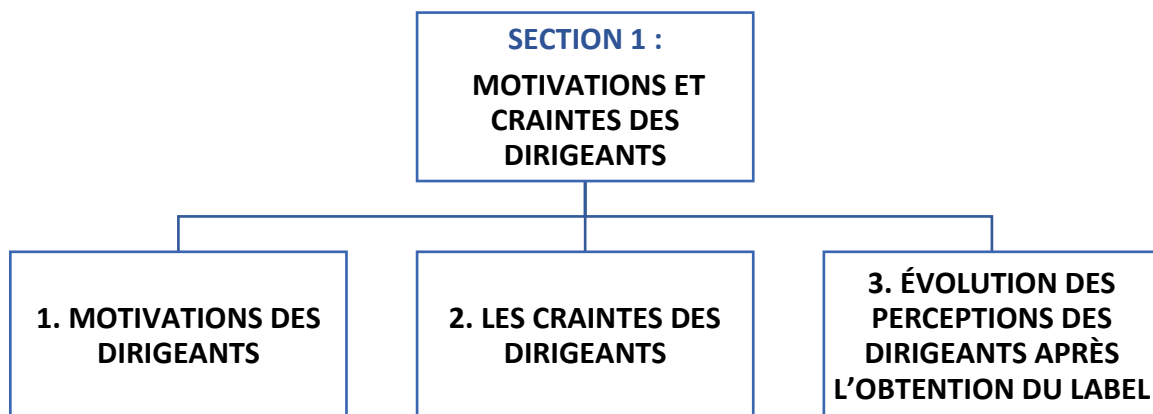 SECTION 1 :
MOTIVATIONS ET
CRAINTES DES
DIRIGEANTS
1. MOTIVATIONS DES
DIRIGEANTS
2. LES CRAINTES DES
DIRIGEANTS
3. ÉVOLUTION DES
PERCEPTIONS DES
DIRIGEANTS APRÈS
L’OBTENTION DU LABEL